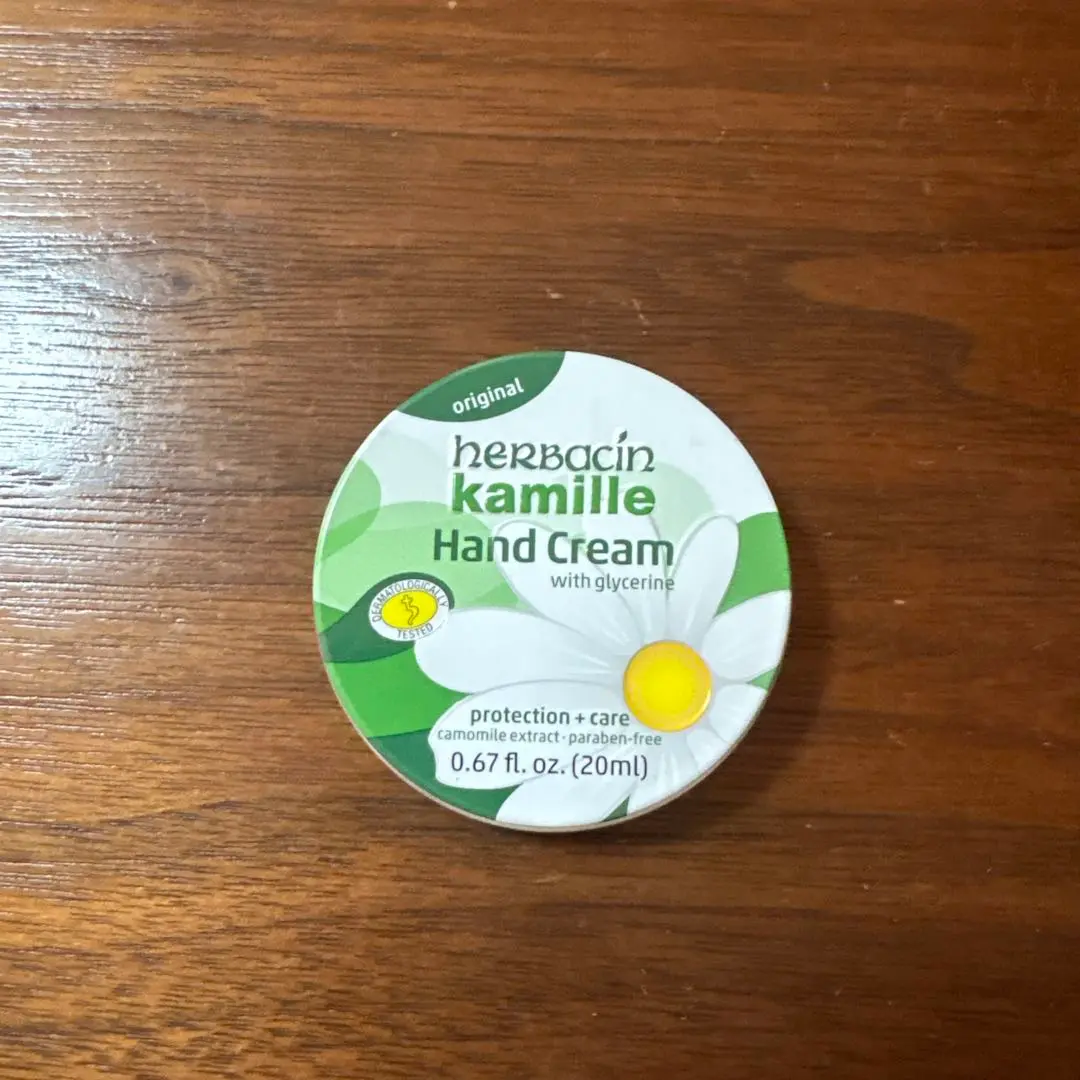 original
herbacin
kamille
Hand Cream
with glycerine
DERMATOLOGICALLY
TESTED
protection + care
camomile extract · paraben-free
0.67 fl. oz. (20ml)